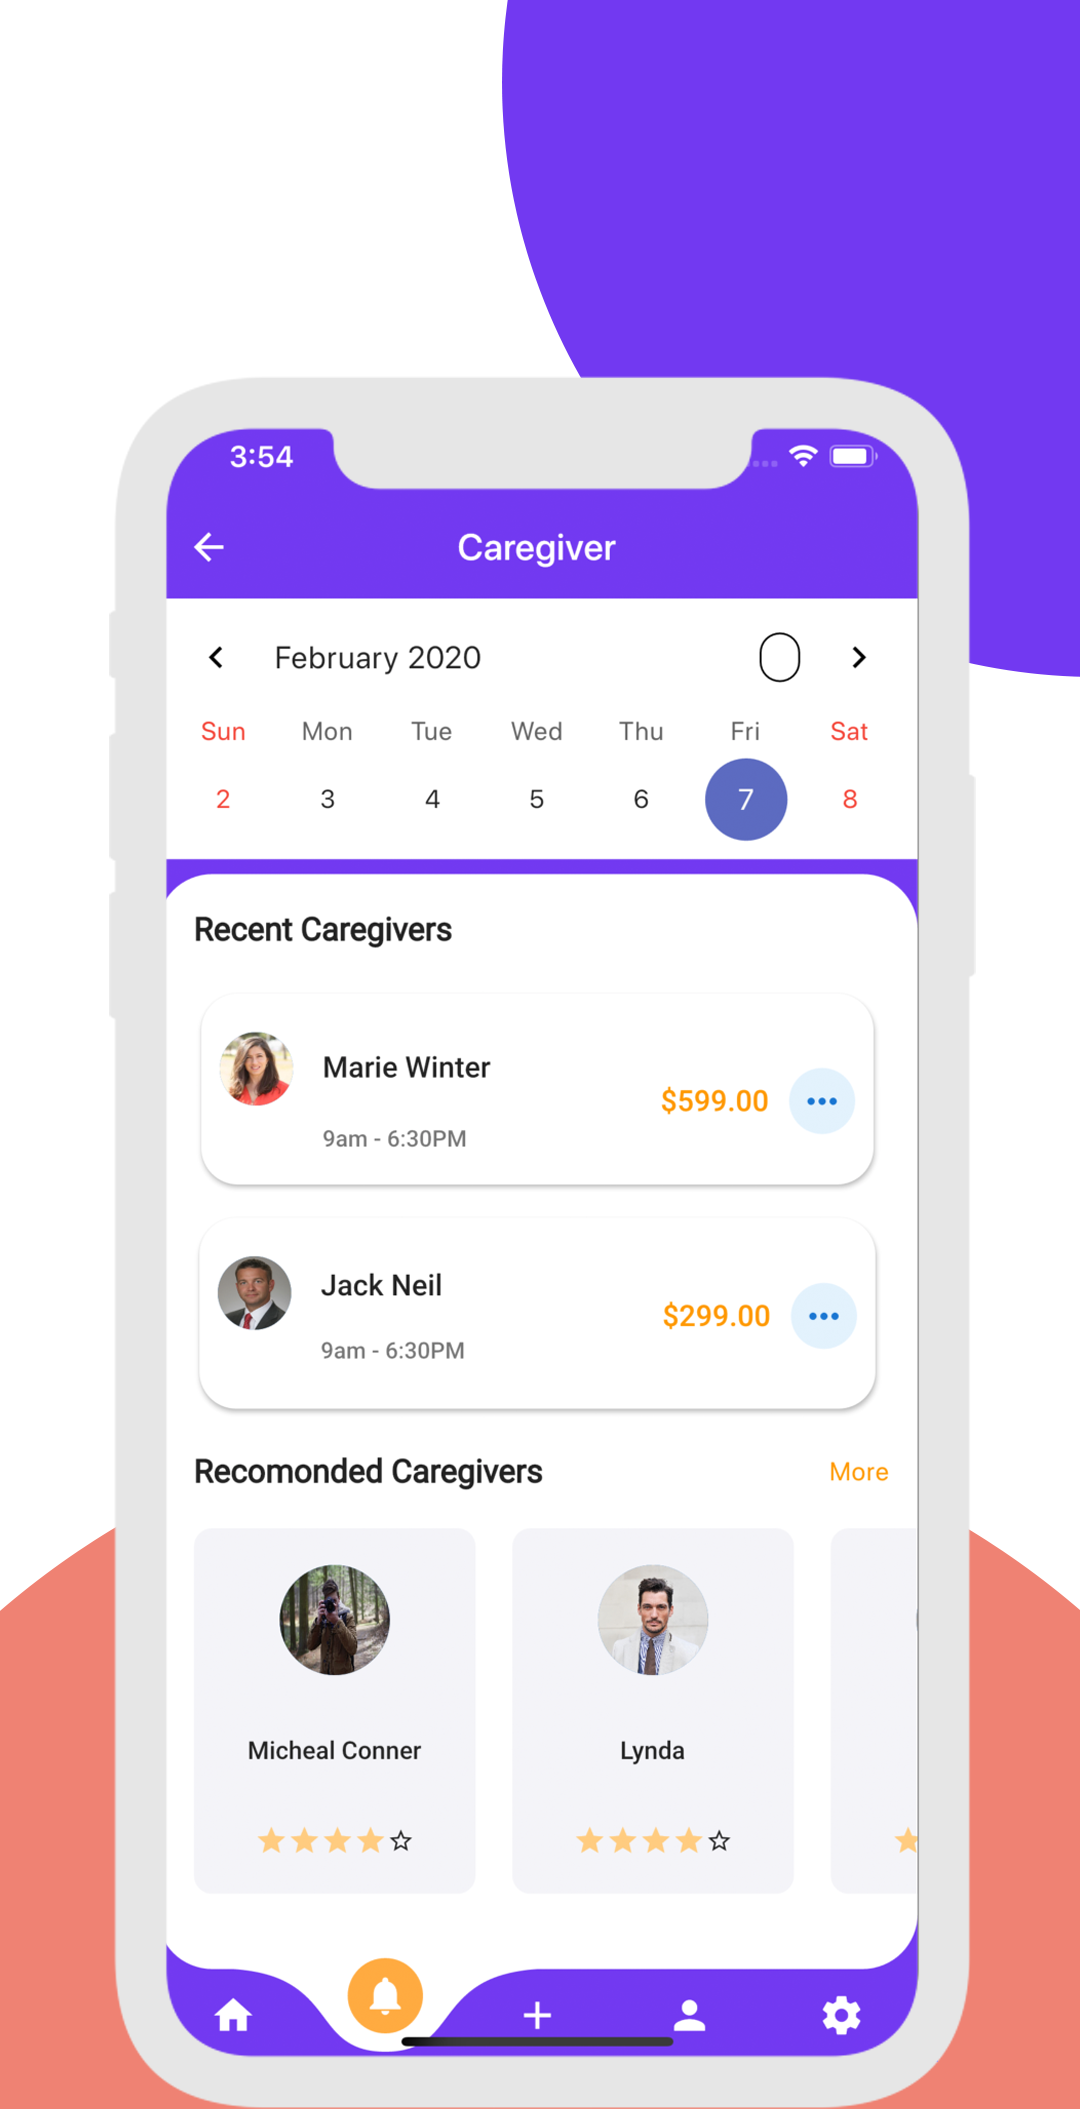 3:54
Caregiver
February 2020
Sun Mon Tue Wed Thu Fri Sat
2 3 4 5 6 7 8
Recent Caregivers
Marie Winter
$599.00
9am - 6:30PM
Jack Neil
$299.00
9am - 6:30PM
Recomonded Caregivers More
Micheal Conner Lynda